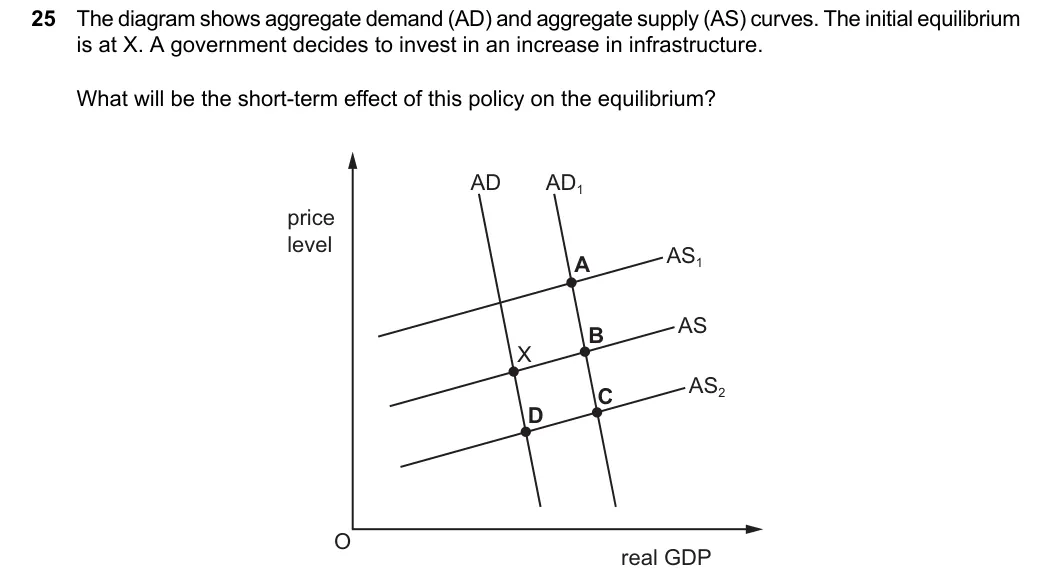 25 The diagram shows aggregate demand (AD) and aggregate supply (AS) curves. The initial equilibrium
is at X. A government decides to invest in an increase in infrastructure.
What will be the short-term effect of this policy on the equilibrium?
AD
AD₁
price
level
A
AS₁
B
AS
X
C
AS₂
D
O
real GDP